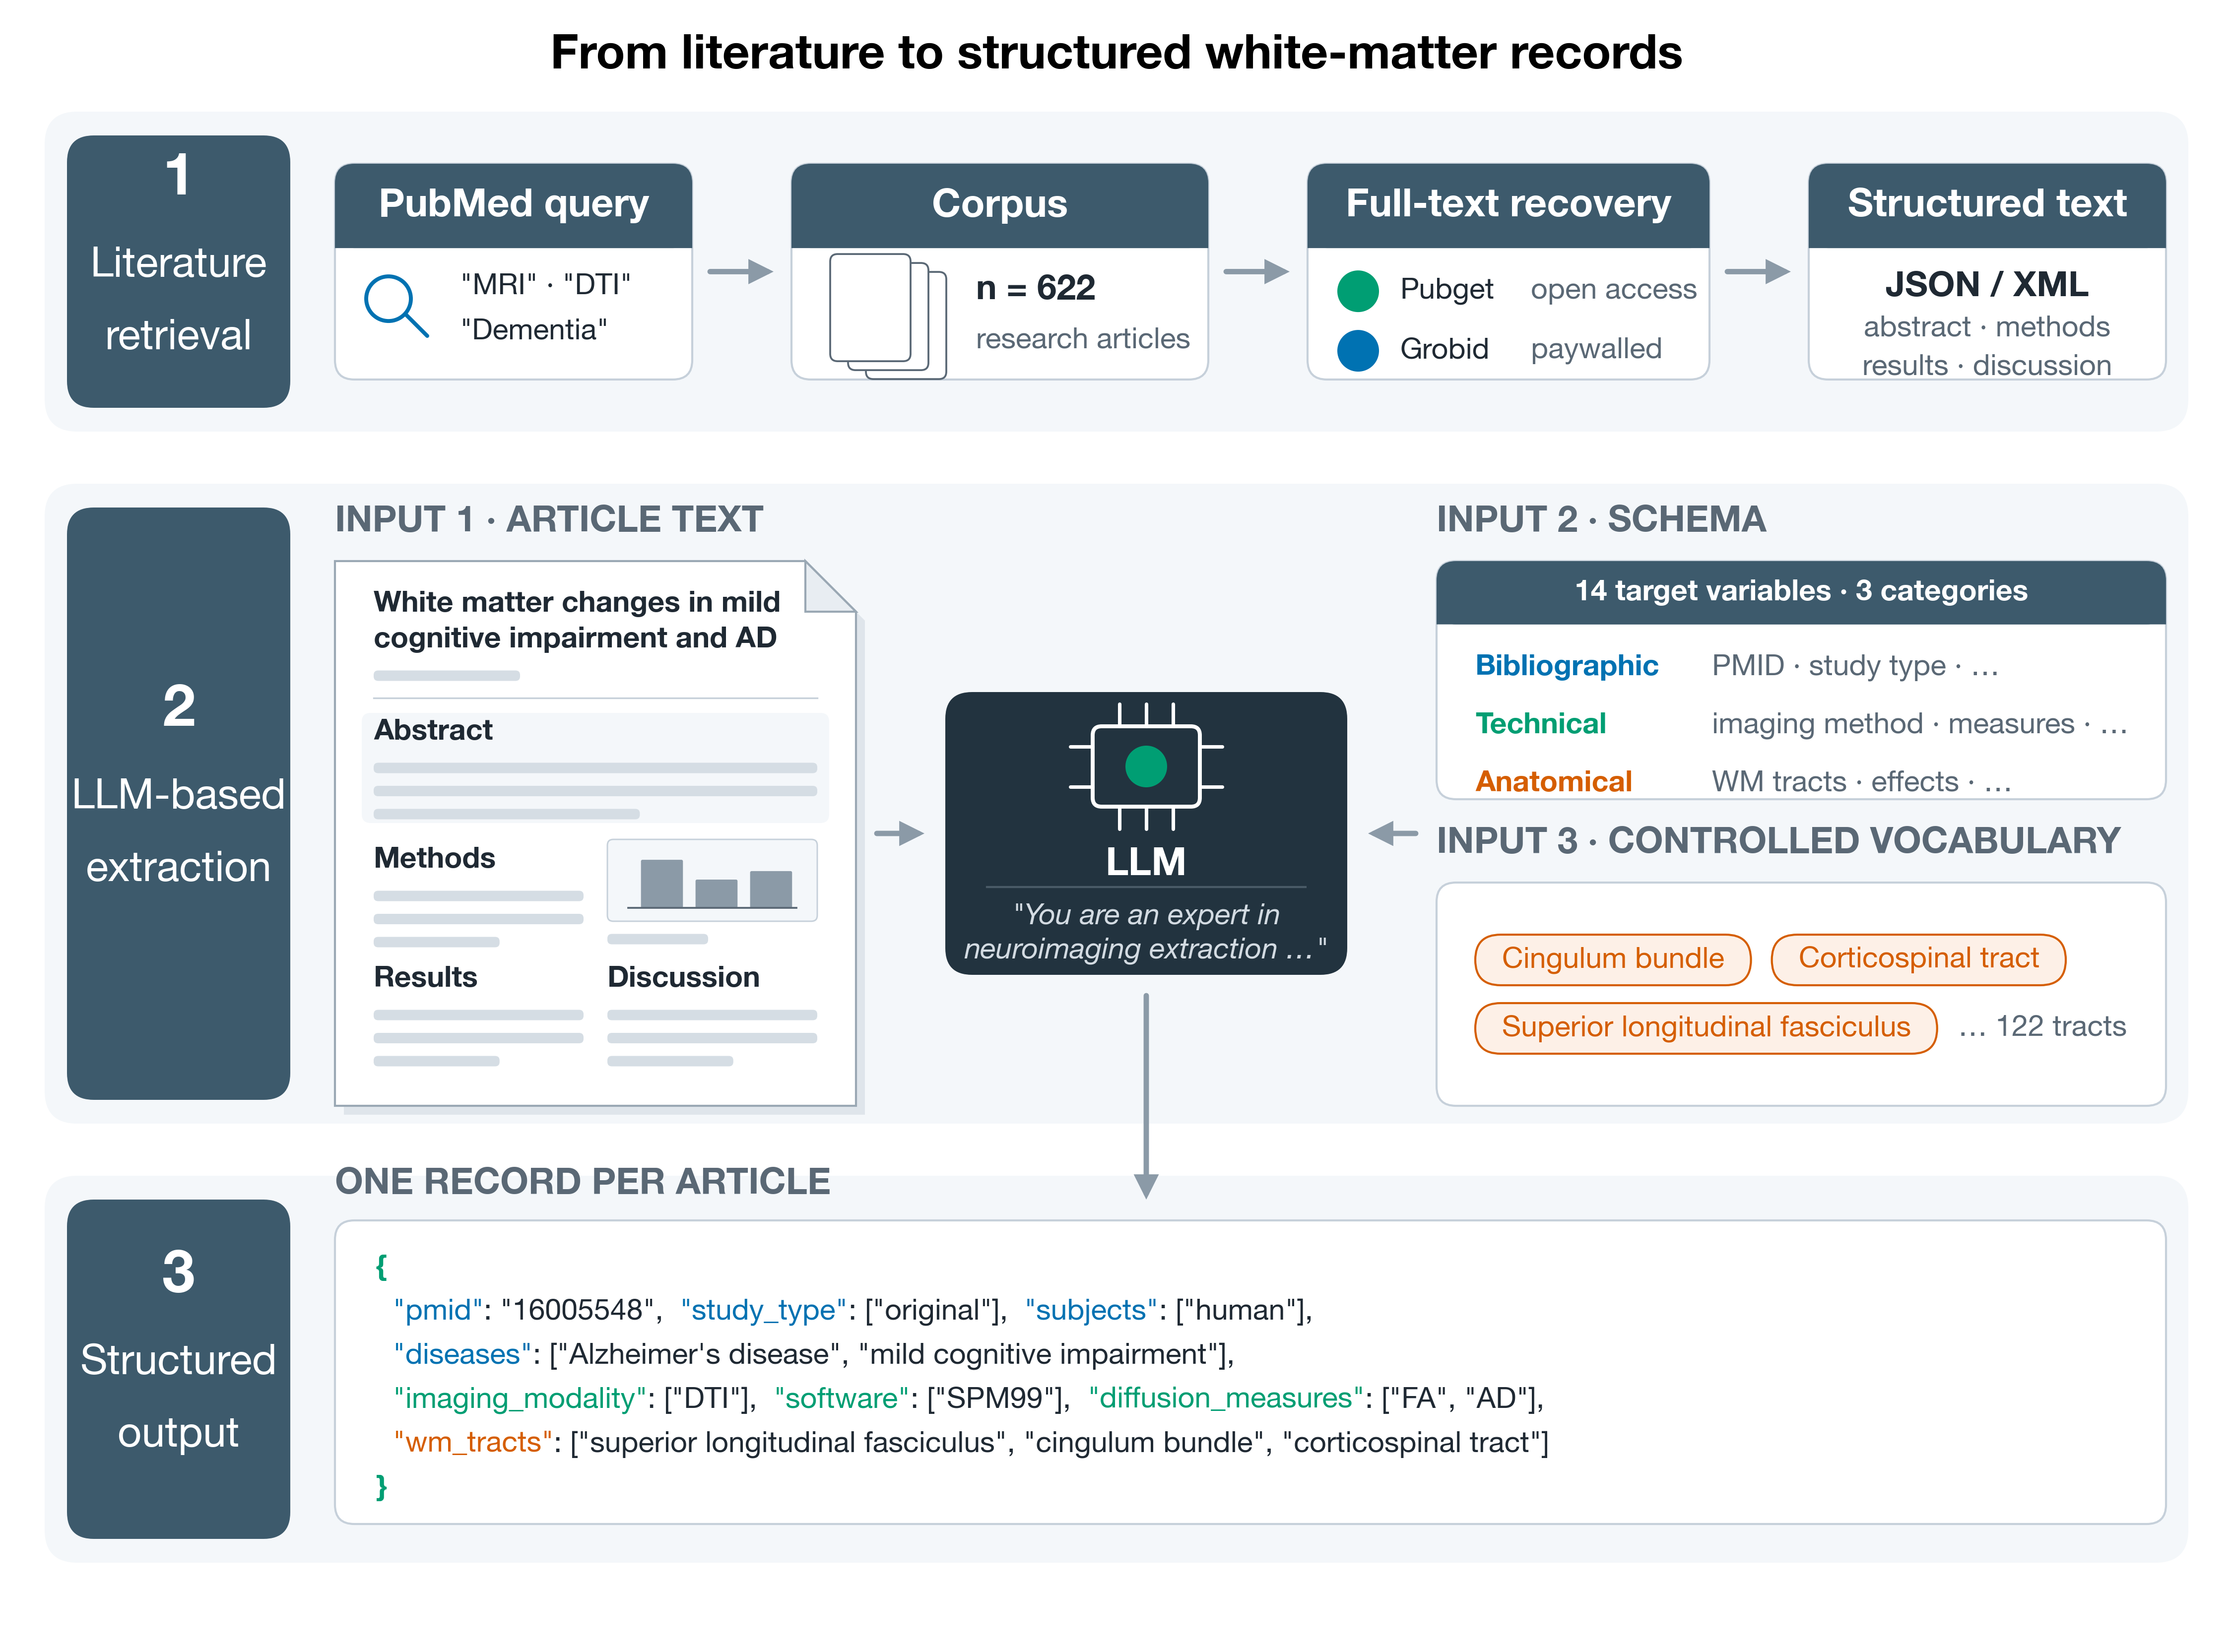 From literature to structured white-matter records
1
Literature
retrieval
PubMed query
"MRI" · "DTI"
"Dementia"
Corpus
n = 622
research articles
Full-text recovery
Pubget open access
Grobid paywalled
Structured text
JSON / XML
abstract · methods
results · discussion
2
LLM-based
extraction
INPUT 1 · ARTICLE TEXT
White matter changes in mild
cognitive impairment and AD
Abstract
Methods
Results
Discussion
LLM
"You are an expert in
neuroimaging extraction …"
INPUT 2 · SCHEMA
14 target variables · 3 categories
Bibliographic PMID · study type · …
Technical imaging method · measures · …
Anatomical WM tracts · effects · …
INPUT 3 · CONTROLLED VOCABULARY
Cingulum bundle Corticospinal tract
Superior longitudinal fasciculus … 122 tracts
3
Structured
output
ONE RECORD PER ARTICLE
{
"pmid": "16005548", "study_type": ["original"], "subjects": ["human"],
"diseases": ["Alzheimer's disease", "mild cognitive impairment"],
"imaging_modality": ["DTI"], "software": ["SPM99"], "diffusion_measures": ["FA", "AD"],
"wm_tracts": ["superior longitudinal fasciculus", "cingulum bundle", "corticospinal tract"]
}